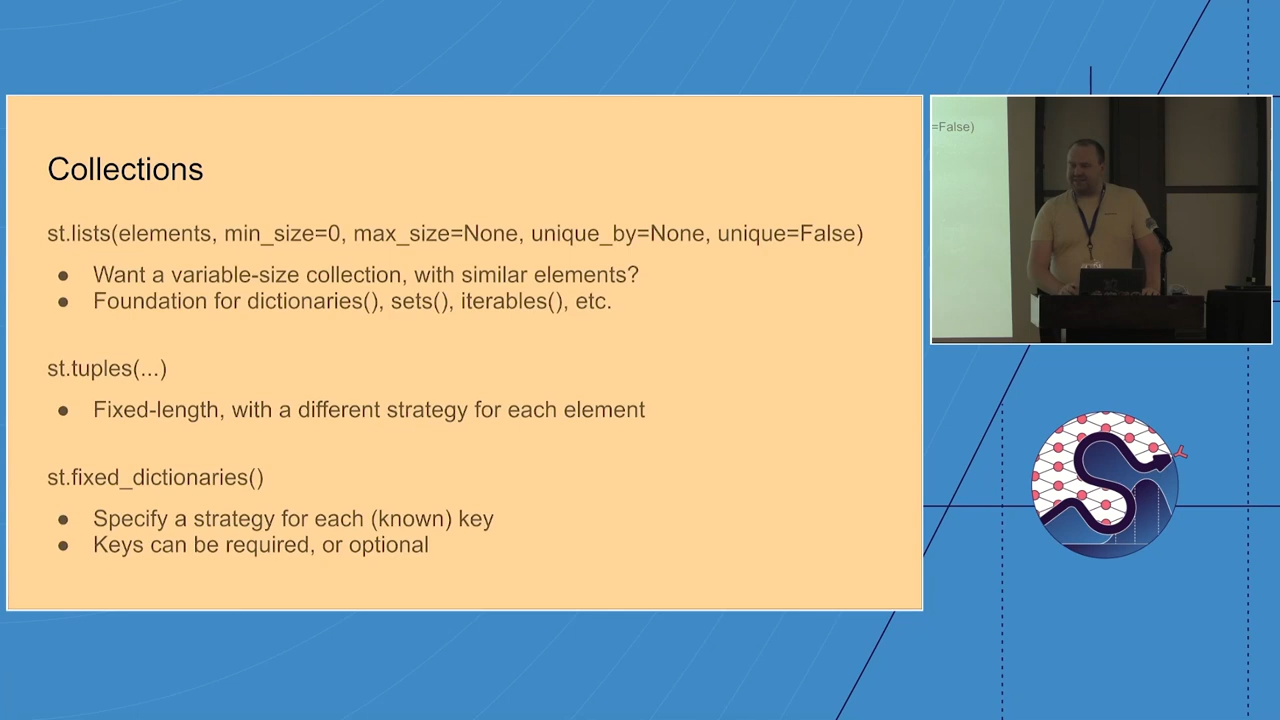 Collections
st.lists(elements, min_size=0, max_size=None, unique_by=None, unique=False)
● Want a variable-size collection, with similar elements?
● Foundation for dictionaries(), sets(), iterables(), etc.
st.tuples(...)
● Fixed-length, with a different strategy for each element
st.fixed_dictionaries()
● Specify a strategy for each (known) key
● Keys can be required, or optional
=False)